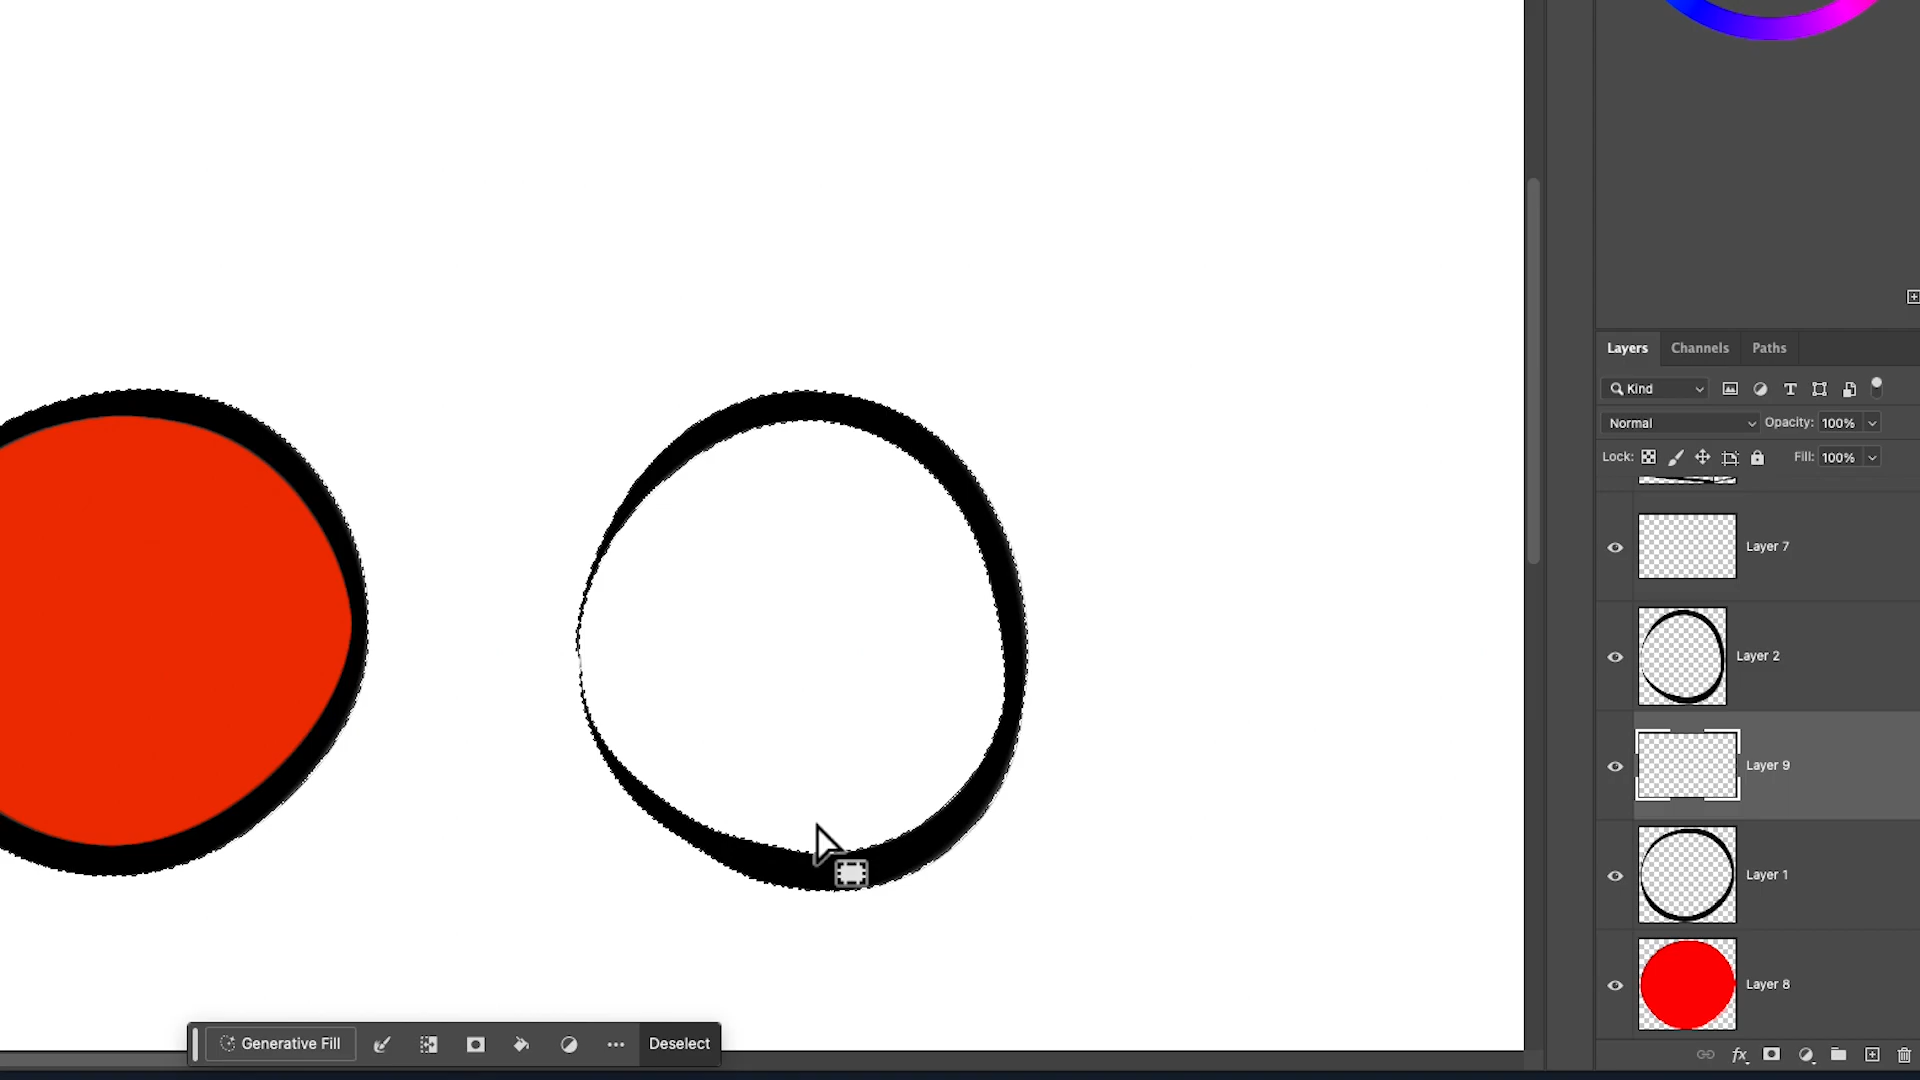 Layers Channels Paths
Kind
Normal Opacity: 100%
Lock: Fill: 100%
Layer 7
Layer 2
Layer 9
Layer 1
Layer 8
Generative Fill Deselect
fx